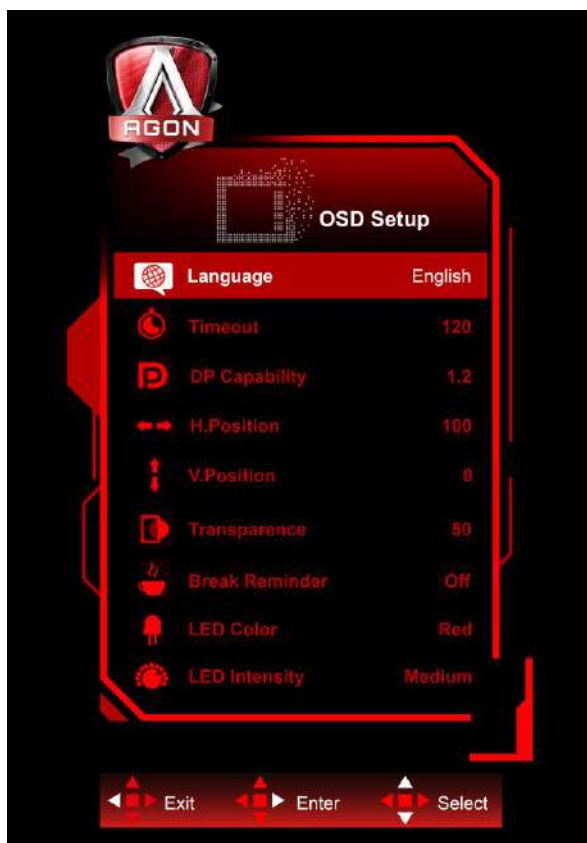 AGON
OSD Setup
Language English
Timeout 120
DP Capability 1.2
H.Position 100
V.Position 0
Transparence 50
Break Reminder Off
LED Color Red
LED Intensity Medium
Exit Enter Select